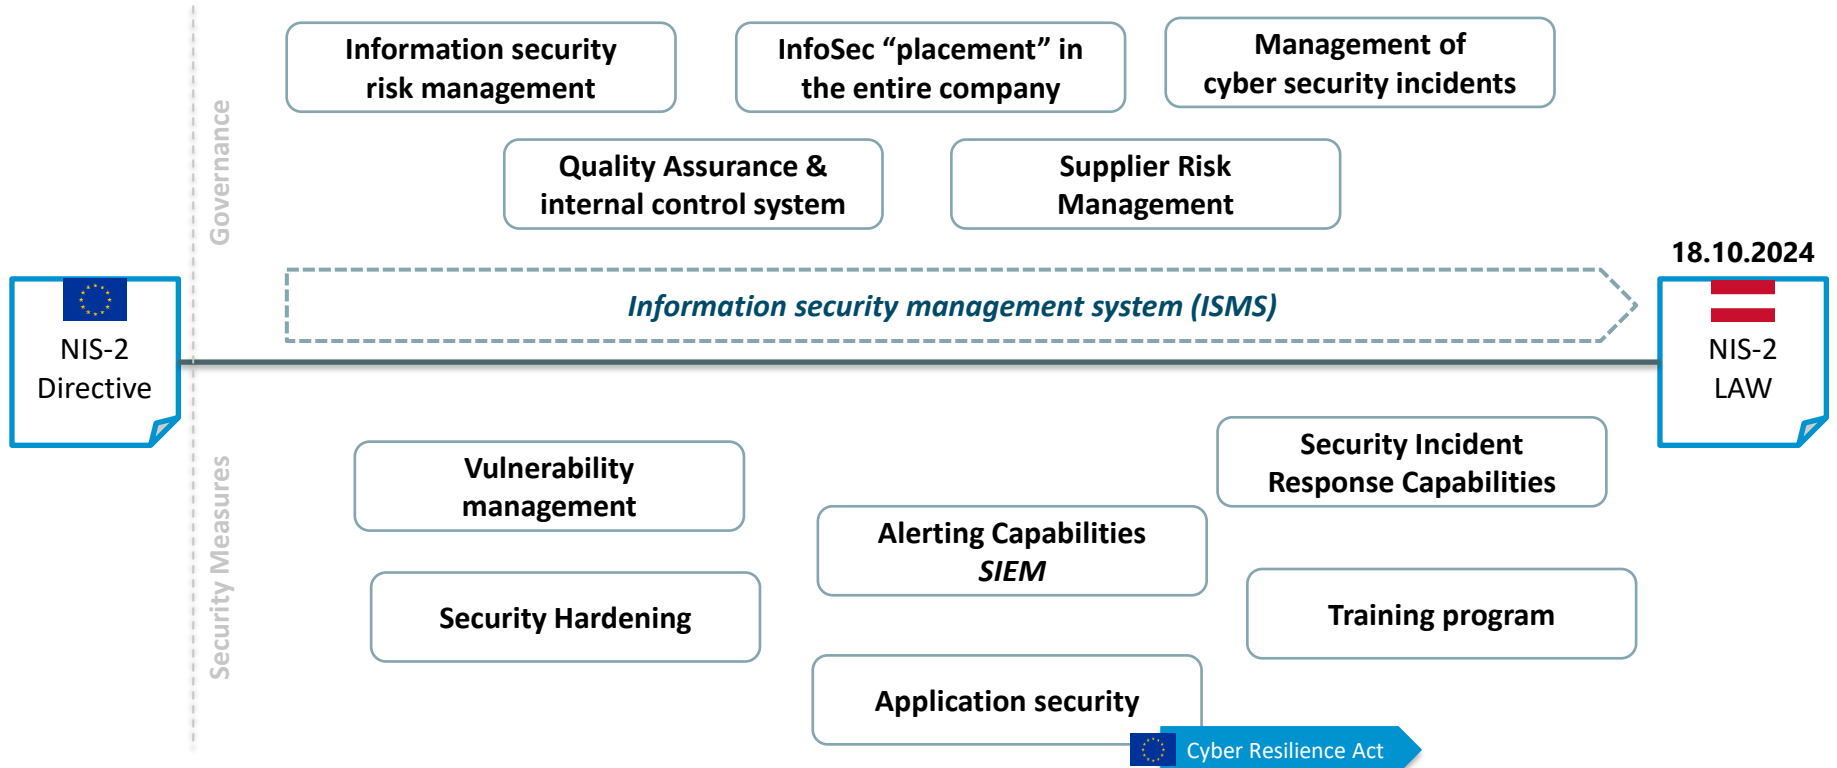 Information security
risk management
InfoSec “placement” in
the entire company
Management of
cyber security incidents
Governance
Quality Assurance &
internal control system
Supplier Risk
Management
18.10.2024
Information security management system (ISMS)
NIS-2
Directive
NIS-2
LAW
Security Measures
Vulnerability
management
Security Incident
Response Capabilities
Alerting Capabilities
SIEM
Security Hardening
Training program
Application security
Cyber Resilience Act